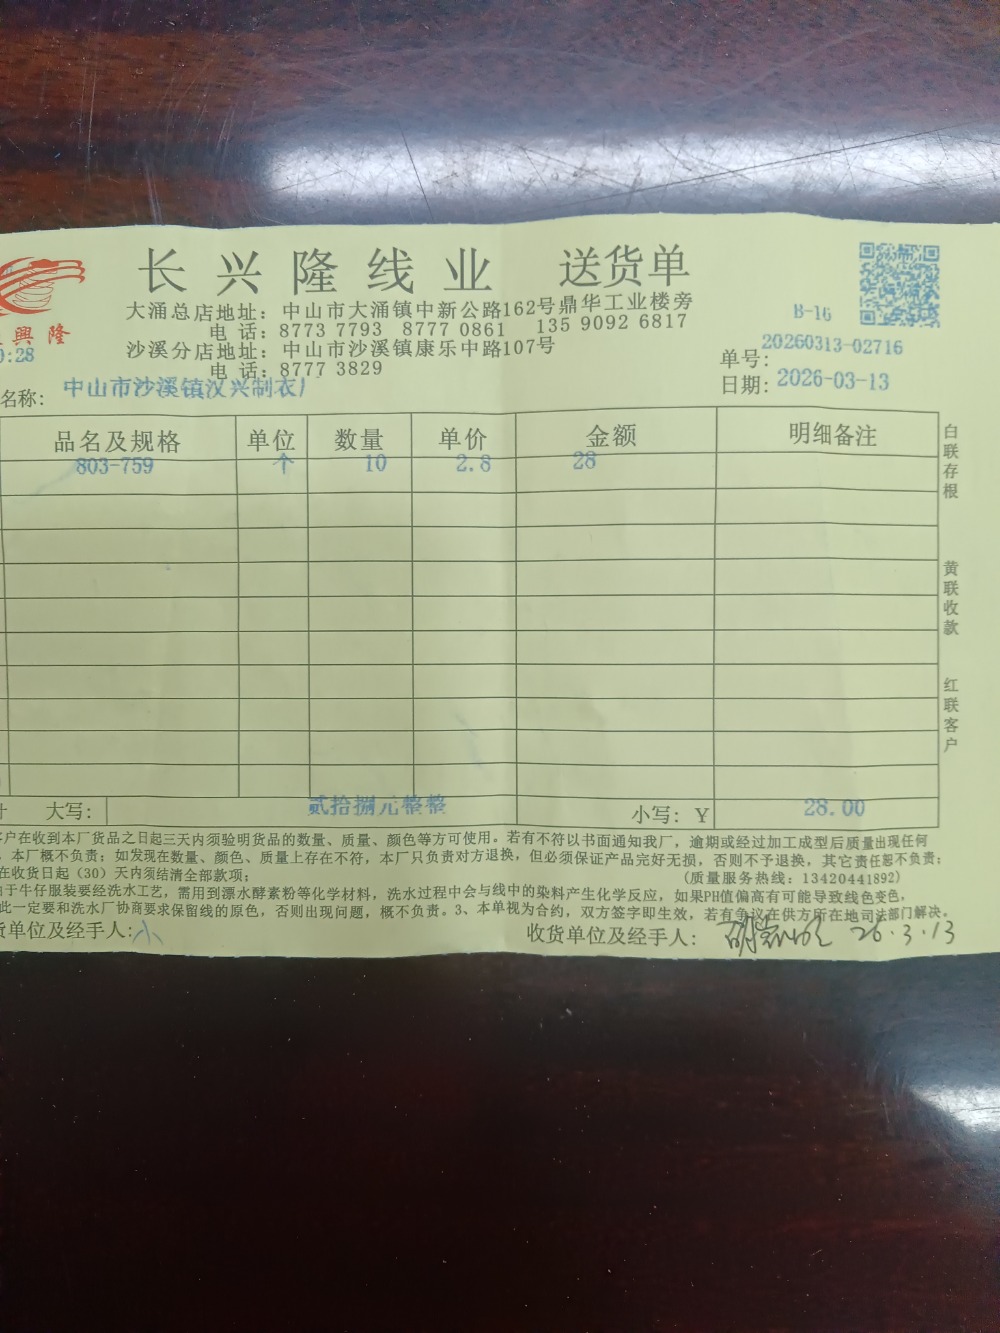 长兴隆线业 送货单
興隆
大涌总店地址：中山市大涌镇中新公路162号鼎华工业楼旁
电话：8773 7793 8777 0861 135 9092 6817
沙溪分店地址：中山市沙溪镇康乐中路107号
电话：8777 3829
B-16
:28
单号：20260313-02716
名称：中山市沙溪镇汉兴制衣厂
日期：2026-03-13
品名及规格 单位 数量 单价 金额 明细备注
803-759 个 10 2.8 28
白联存根
黄联收款
红联客户
大写：贰拾捌元整整 小写：Y 28.00
户在收到本厂货品之日起三天内须验明货品的数量、质量、颜色等方可使用。若有不符以书面通知我厂，逾期或经过加工成型后质量出现任何
，本厂概不负责；如发现在数量、颜色、质量上存在不符，本厂只负责对方退换，但必须保证产品完好无损，否则不予退换，其它责任恕不负责；
在收货日起（30）天内须结清全部款项； (质量服务热线：13420441892)
于牛仔服装要经洗水工艺，需用到漂水酵素粉等化学材料，洗水过程中会与线中的染料产生化学反应，如果PH值偏高有可能导致线色变色，
此一定要和洗水厂协商要求保留线的原色，否则出现问题，概不负责。3、本单视为合约，双方签字即生效，若有争议在供方所在地司法部门解决。
货单位及经手人：小 收货单位及经手人： 26.3.13